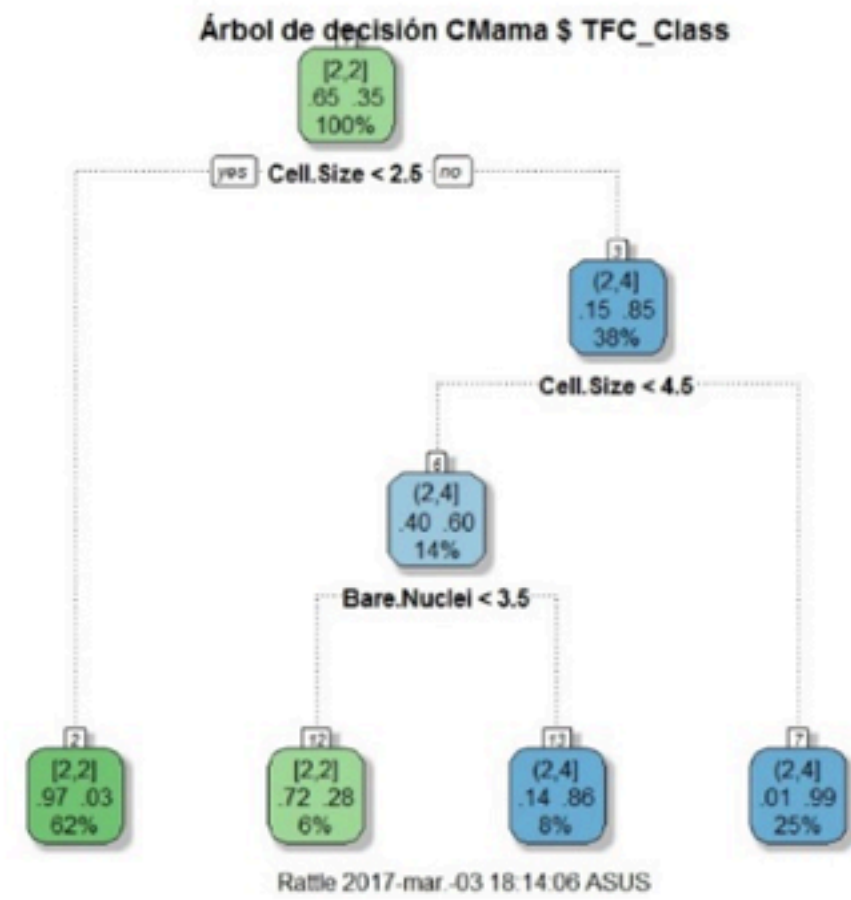 Árbol de decisión CMama $ TFC_Class
1
[2,2]
.65 .35
100%
yes Cell.Size < 2.5 no
3
(2,4]
.15 .85
38%
Cell.Size < 4.5
6
(2,4]
.40 .60
14%
Bare.Nuclei < 3.5
2 12 13 7
[2,2] [2,2] (2,4] (2,4]
.97 .03 .72 .28 .14 .86 .01 .99
62% 6% 8% 25%
Rattle 2017-mar.-03 18:14:06 ASUS